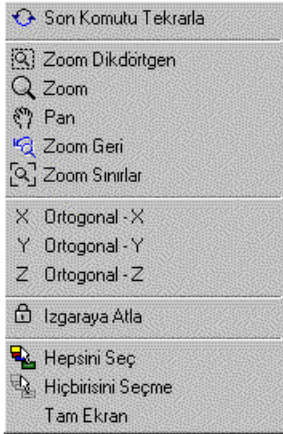 Son Komutu Tekrarla
Zoom Dikdörtgen
Zoom
Pan
Zoom Geri
Zoom Sınırlar
X Ortogonal - X
Y Ortogonal - Y
Z Ortogonal - Z
Izgaraya Atla
Hepsini Seç
Hiçbirisini Seçme
Tam Ekran